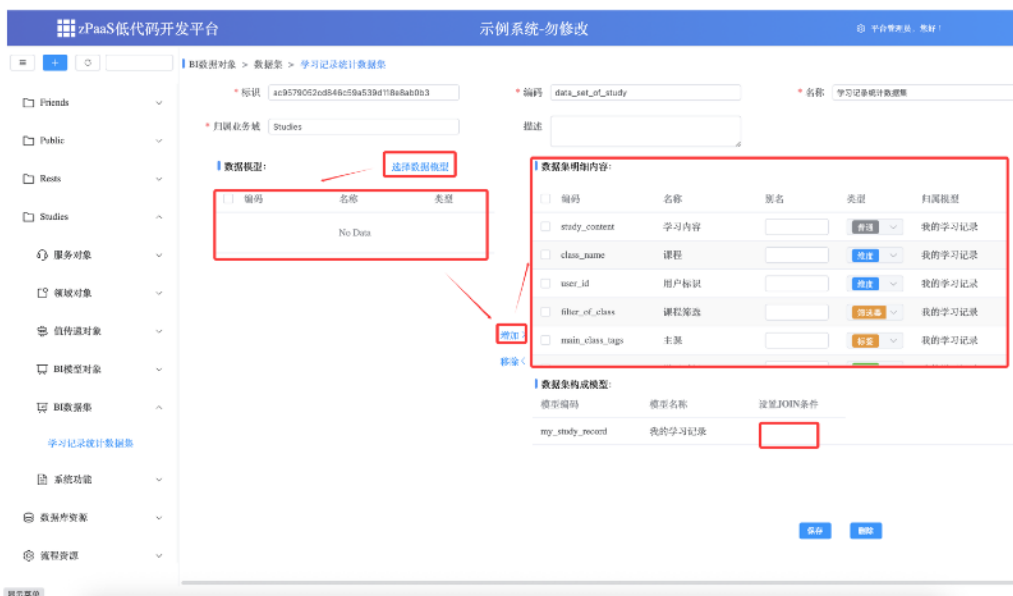 zPaaS低代码开发平台
示例系统-勿修改
平台管理员，您好！
BI数据对象 > 数据集 > 学习记录统计数据集
* 标识
* 编码 data_set_of_study
* 名称 学习记录统计数据集
Friends
* 归属业务域 Studies
描述
Public
数据模型:
选择数据模型
数据集明细内容:
Rests
编码 名称 类型
编码 名称 别名 类型 归属模型
Studies
No Data
study_content 学习内容 普通 我的学习记录
服务对象
class_name 课程 维度 我的学习记录
领域对象
user_id 用户标识 维度 我的学习记录
filter_of_class 课程筛选 筛选器 我的学习记录
值传递对象
增加 >
main_class_tags 主题 标签 我的学习记录
移除 <
BI模型对象
数据集构成模型:
BI数据集
模型编码 模型名称 设置JOIN条件
my_study_record 我的学习记录
学习记录统计数据集
系统功能
数据库资源
保存 删除
流程资源
显示菜单